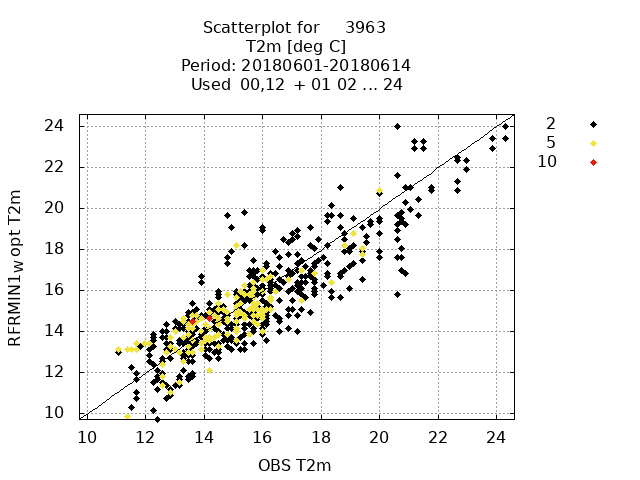 Scatterplot for 3963
T2m [deg C]
Period: 20180601-20180614
Used 00,12 + 01 02 ... 24
2
5
10
RFRMIN1_W opt T2m
24
22
20
18
16
14
12
10
10 12 14 16 18 20 22 24
OBS T2m